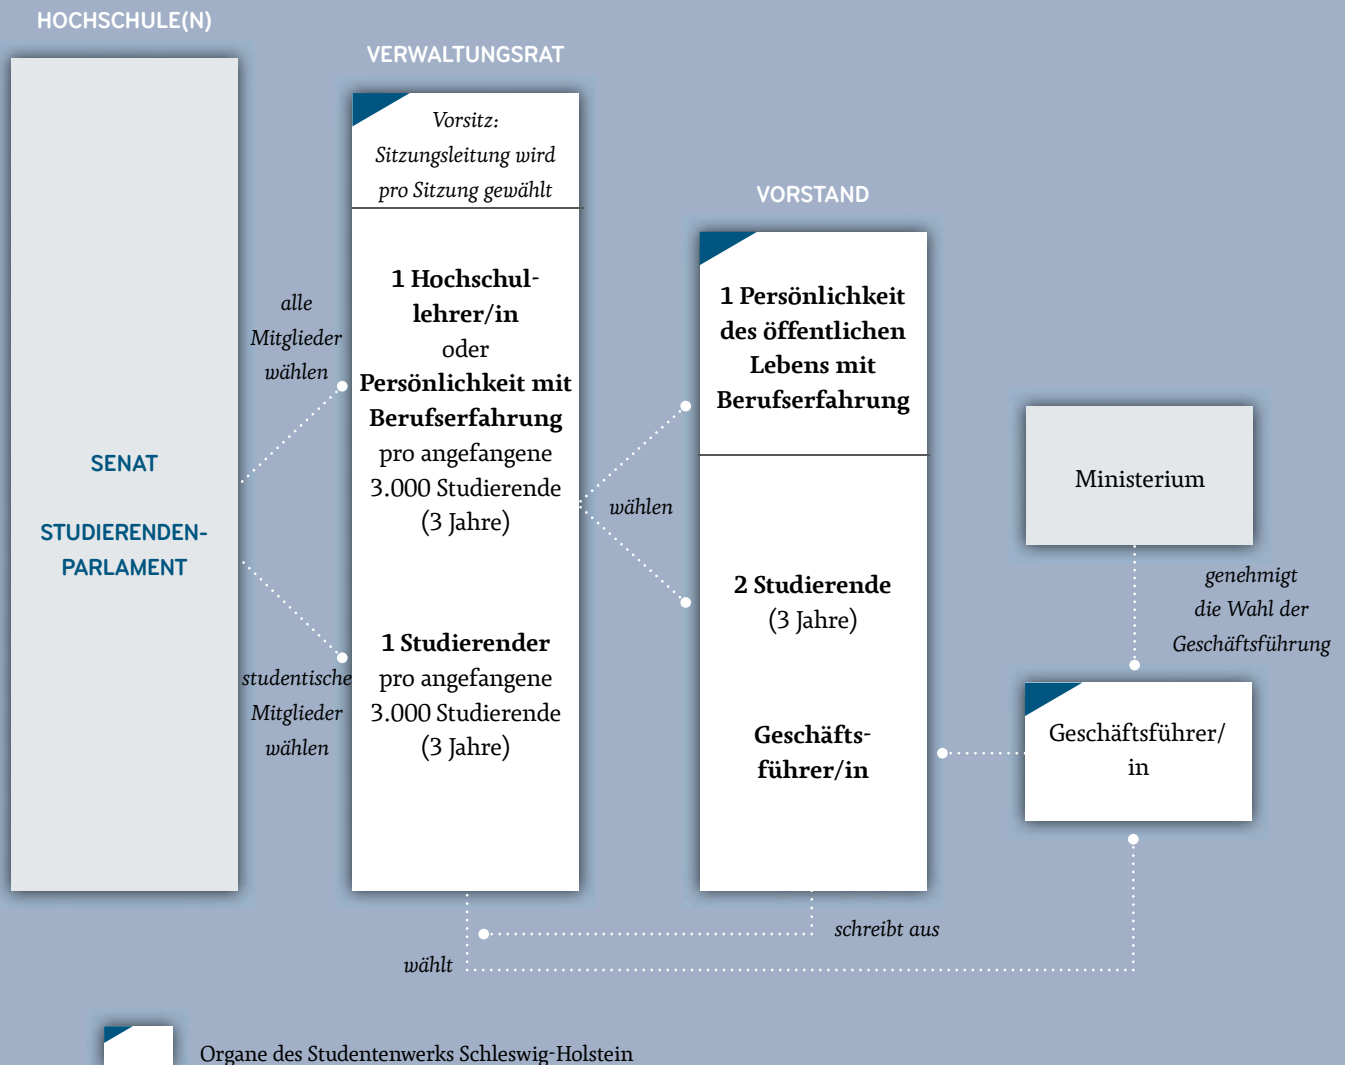 HOCHSCHULE(N)
SENAT
STUDIERENDEN-
PARLAMENT
alle
Mitglieder
wählen
studentische
Mitglieder
wählen
VERWALTUNGSRAT
Vorsitz:
Sitzungsleitung wird
pro Sitzung gewählt
1 Hochschul-
lehrer/in
oder
Persönlichkeit mit
Berufserfahrung
pro angefangene
3.000 Studierende
(3 Jahre)
1 Studierender
pro angefangene
3.000 Studierende
(3 Jahre)
wählen
VORSTAND
1 Persönlichkeit
des öffentlichen
Lebens mit
Berufserfahrung
2 Studierende
(3 Jahre)
Geschäfts-
führer/in
Ministerium
genehmigt
die Wahl der
Geschäftsführung
Geschäftsführer/
in
schreibt aus
wählt
Organe des Studentenwerks Schleswig-Holstein